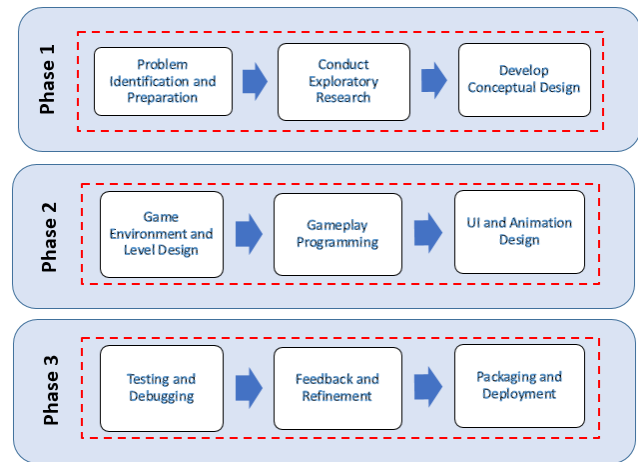 Phase 1
Problem
Identification and
Preparation
Conduct
Exploratory
Research
Develop
Conceptual Design
Phase 2
Game
Environment and
Level Design
Gameplay
Programming
UI and Animation
Design
Phase 3
Testing and
Debugging
Feedback and
Refinement
Packaging and
Deployment